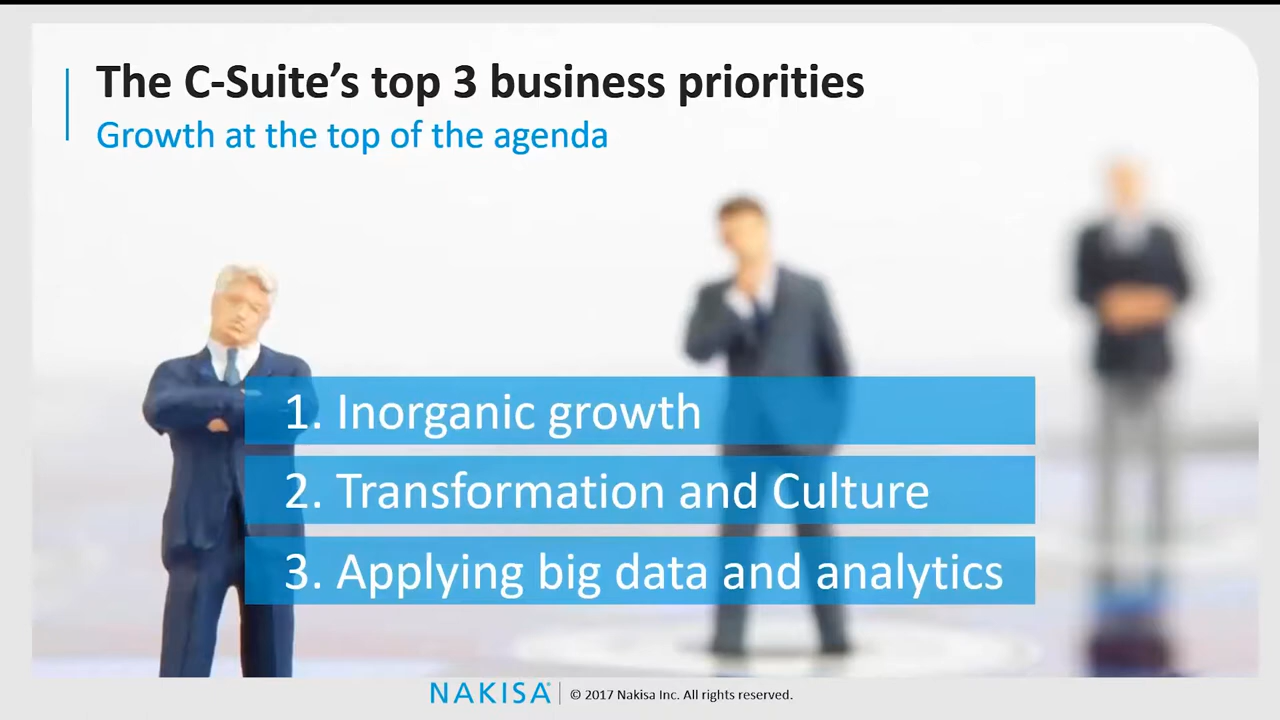 The C-Suite’s top 3 business priorities
Growth at the top of the agenda
1. Inorganic growth
2. Transformation and Culture
3. Applying big data and analytics
NAKISA® © 2017 Nakisa Inc. All rights reserved.